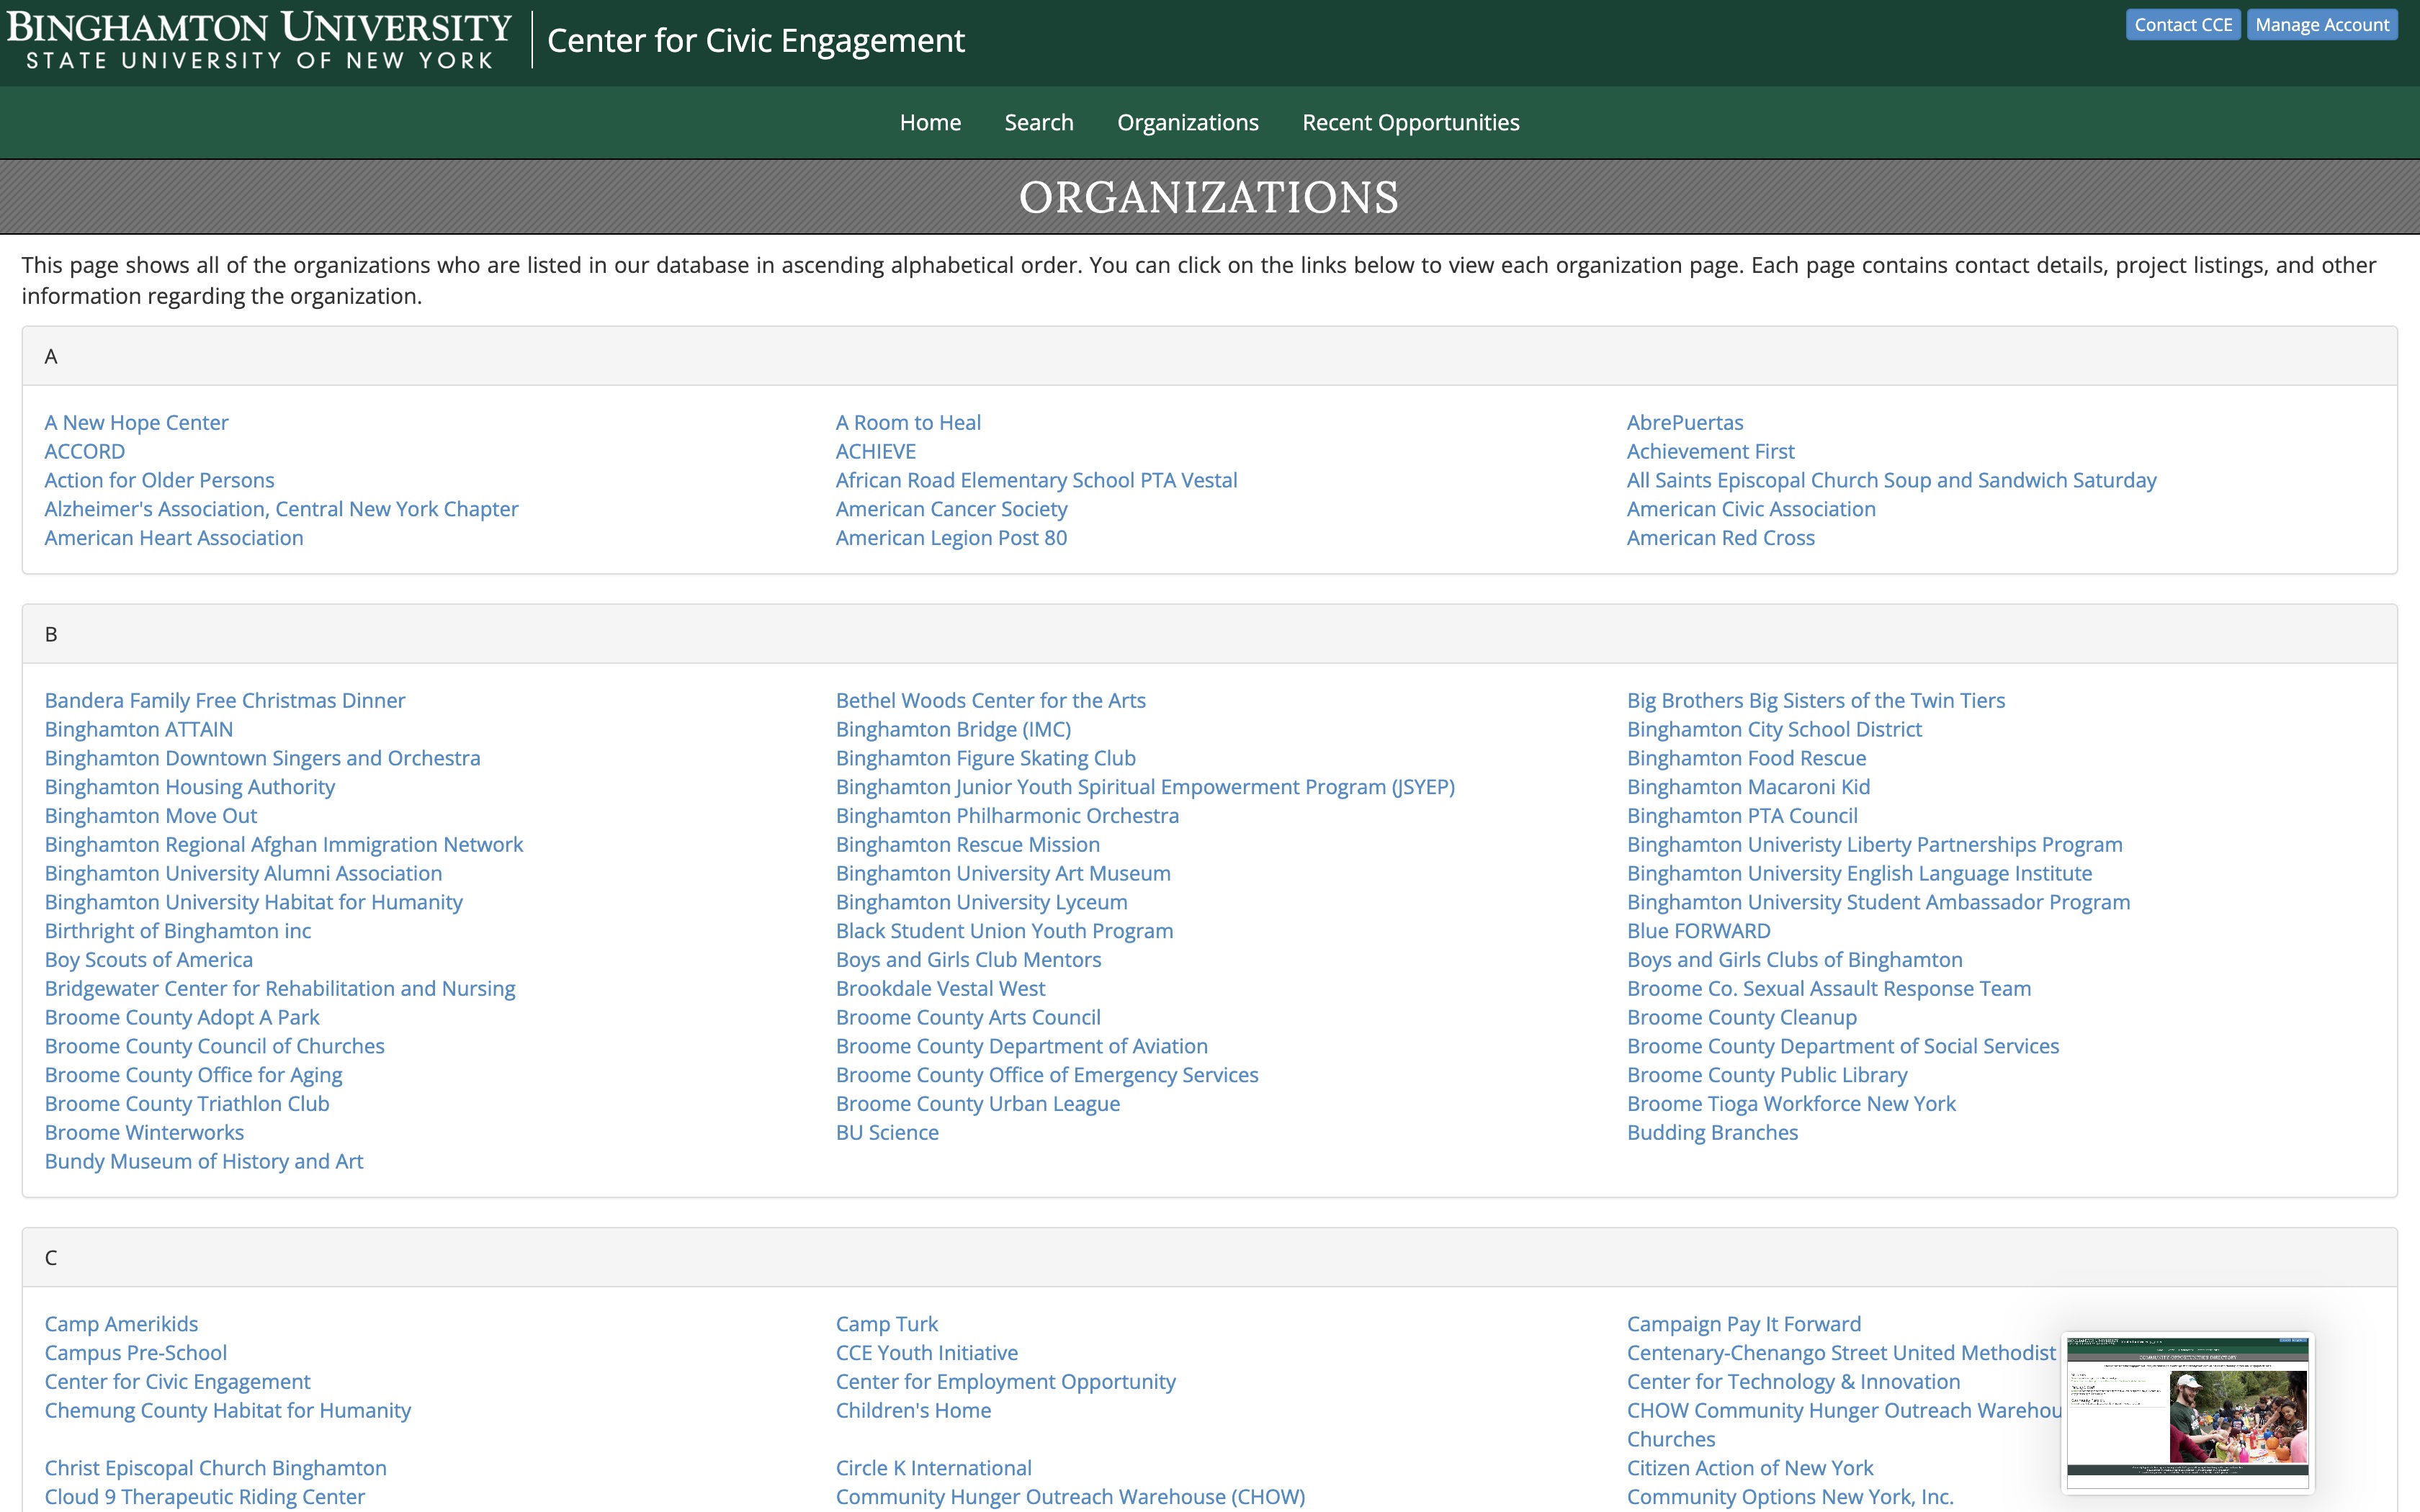 BINGHAMTON UNIVERSITY
STATE UNIVERSITY OF NEW YORK
Center for Civic Engagement
Contact CCE Manage Account
Home Search Organizations Recent Opportunities
ORGANIZATIONS
This page shows all of the organizations who are listed in our database in ascending alphabetical order. You can click on the links below to view each organization page. Each page contains contact details, project listings, and other
information regarding the organization.
A
A New Hope Center A Room to Heal AbrePuertas
ACCORD ACHIEVE Achievement First
Action for Older Persons African Road Elementary School PTA Vestal All Saints Episcopal Church Soup and Sandwich Saturday
Alzheimer's Association, Central New York Chapter American Cancer Society American Civic Association
American Heart Association American Legion Post 80 American Red Cross
B
Bandera Family Free Christmas Dinner Bethel Woods Center for the Arts Big Brothers Big Sisters of the Twin Tiers
Binghamton ATTAIN Binghamton Bridge (IMC) Binghamton City School District
Binghamton Downtown Singers and Orchestra Binghamton Figure Skating Club Binghamton Food Rescue
Binghamton Housing Authority Binghamton Junior Youth Spiritual Empowerment Program (JSYEP) Binghamton Macaroni Kid
Binghamton Move Out Binghamton Philharmonic Orchestra Binghamton PTA Council
Binghamton Regional Afghan Immigration Network Binghamton Rescue Mission Binghamton Univeristy Liberty Partnerships Program
Binghamton University Alumni Association Binghamton University Art Museum Binghamton University English Language Institute
Binghamton University Habitat for Humanity Binghamton University Lyceum Binghamton University Student Ambassador Program
Birthright of Binghamton inc Black Student Union Youth Program Blue FORWARD
Boy Scouts of America Boys and Girls Club Mentors Boys and Girls Clubs of Binghamton
Bridgewater Center for Rehabilitation and Nursing Brookdale Vestal West Broome Co. Sexual Assault Response Team
Broome County Adopt A Park Broome County Arts Council Broome County Cleanup
Broome County Council of Churches Broome County Department of Aviation Broome County Department of Social Services
Broome County Office for Aging Broome County Office of Emergency Services Broome County Public Library
Broome County Triathlon Club Broome County Urban League Broome Tioga Workforce New York
Broome Winterworks BU Science Budding Branches
Bundy Museum of History and Art
C
Camp Amerikids Camp Turk Campaign Pay It Forward
Campus Pre-School CCE Youth Initiative Centenary-Chenango Street United Methodist
Center for Civic Engagement Center for Employment Opportunity Center for Technology & Innovation
Chemung County Habitat for Humanity Children's Home CHOW Community Hunger Outreach Warehou
Churches
Christ Episcopal Church Binghamton Circle K International Citizen Action of New York
Cloud 9 Therapeutic Riding Center Community Hunger Outreach Warehouse (CHOW) Community Options New York, Inc.